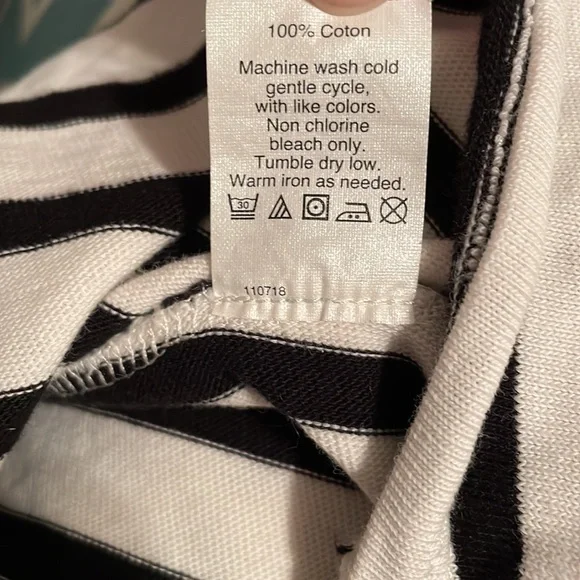 100% Coton
Machine wash cold
gentle cycle,
with like colors.
Non chlorine
bleach only.
Tumble dry low.
Warm iron as needed.
30
110718